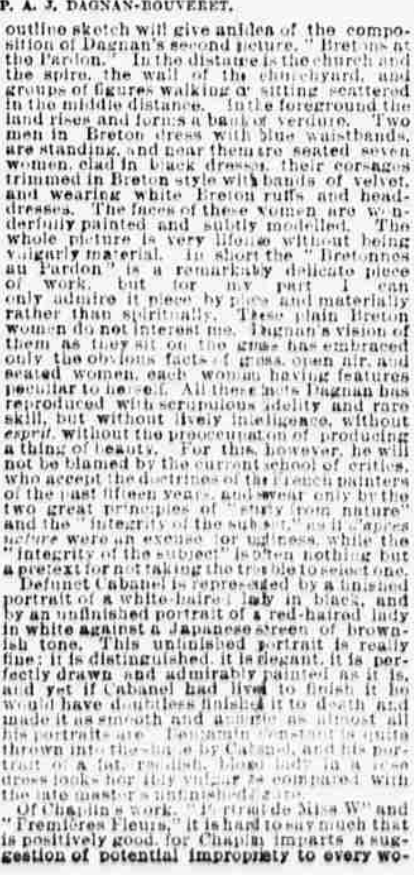 P. A. J. DAGNAN-BOUVERET.
outline sketch will give an idea of the compo-
sition of Dagnan's second picture, "Bretons at
the Pardon." In the distance is the church and
the spire, the wall of the churchyard, and
groups of figures walking or sitting scattered
in the middle distance. In the foreground the
land rises and forms a bank of verdure. Two
men in Breton dress with blue waistbands,
are standing, and near them are seated seven
women, clad in black dresses, their corsages
trimmed in Breton style with bands of velvet,
and wearing white Breton ruffs and head-
dresses. The faces of these women are won-
derfully painted and subtly modelled. The
whole picture is very lifelike without being
vulgarly material. In short the "Bretonnes
au Pardon" is a remarkably delicate piece
of work, but for my part I can
only admire it piece by piece and materially
rather than spiritually. These plain Breton
women do not interest me. Dagnan's vision of
them as they sit on the grass has embraced
only the obvious facts of grass, open air, and
seated women, each woman having features
peculiar to herself. All these facts Dagnan has
reproduced with scrupulous fidelity and rare
skill, but without lively intelligence, without
esprit, without the preoccupation of producing
a thing of beauty. For this, however, he will
not be blamed by the current school of critics,
who accept the doctrines of the French painters
of the past fifteen years, and swear only by the
two great principles of "study from nature"
and the "integrity of the subject," as if d'apres
nature were an excuse for ugliness, while the
"integrity of the subject" is often nothing but
a pretext for not taking the trouble to select one.
Defunct Cabanel is represented by a finished
portrait of a white-haired lady in black, and
by an unfinished portrait of a red-haired lady
in white against a Japanese screen of brown-
ish tone. This unfinished portrait is really
fine; it is distinguished, it is elegant, it is per-
fectly drawn and admirably painted as it is,
and yet if Cabanel had lived to finish it he
would have doubtless finished it to death and
made it as smooth and as almost all
his portraits are. Benjamin Constant is quite
thrown into the shade by Cabanel, and his por-
trait of a fat, reddish, blond lady in a rose
dress looks horribly vulgar as compared with
the late master's unfinished
Of Chaplin's work, "Portrait de Miss W" and
"Premières Fleurs," it is hard to say much that
is positively good, for Chaplin imparts a sug-
gestion of potential impropriety to every wo-